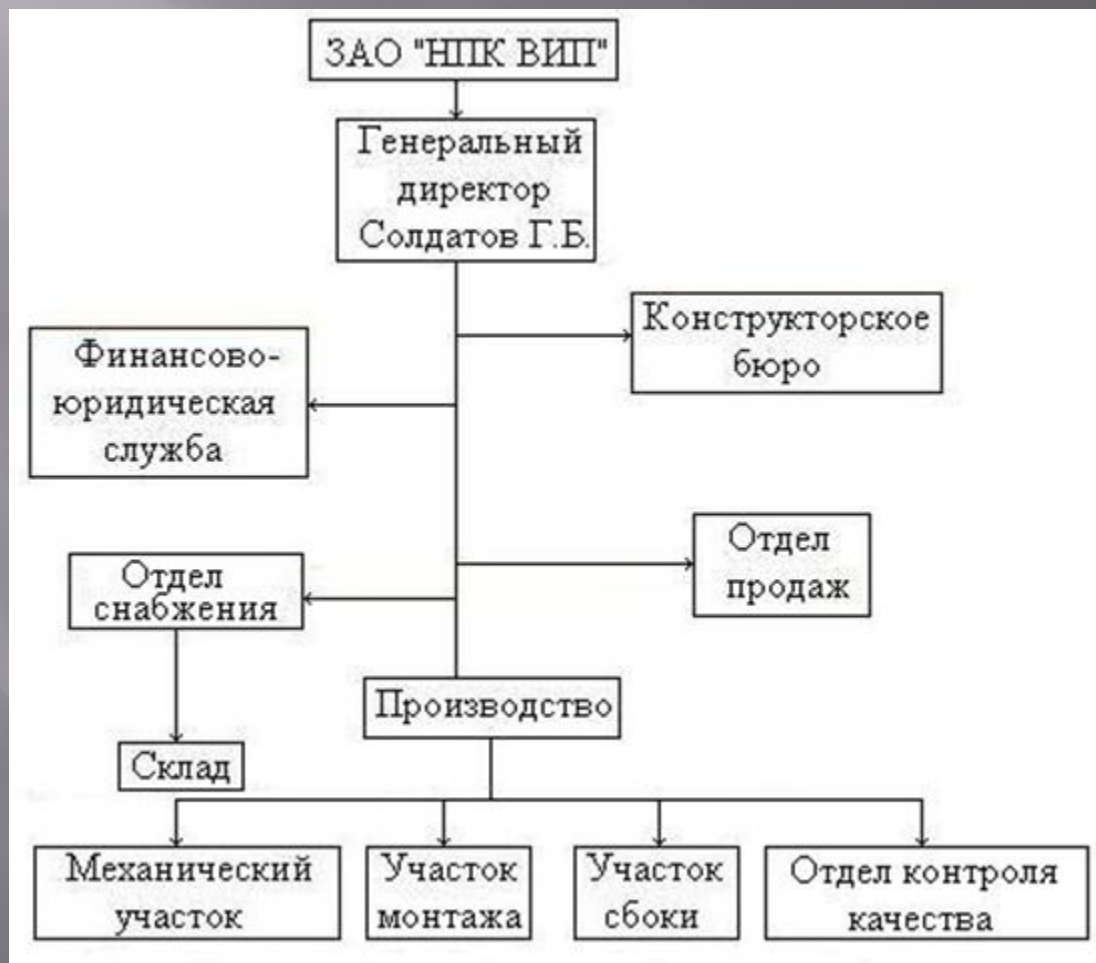 ЗАО "НПК ВИП"
Генеральный
директор
Солдатов Г.Б.
Конструкторское
бюро
Финансово-
юридическая
служба
Отдел
продаж
Отдел
снабжения
Производство
Склад
Механический
участок
Участок
монтажа
Участок
сбоки
Отдел контроля
качества